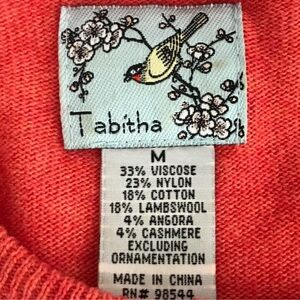 Tabitha
M
33% VISCOSE
23% NYLON
18% COTTON
18% LAMBSWOOL
4% ANGORA
4% CASHMERE
EXCLUDING
ORNAMENTATION
MADE IN CHINA
RN# 98544